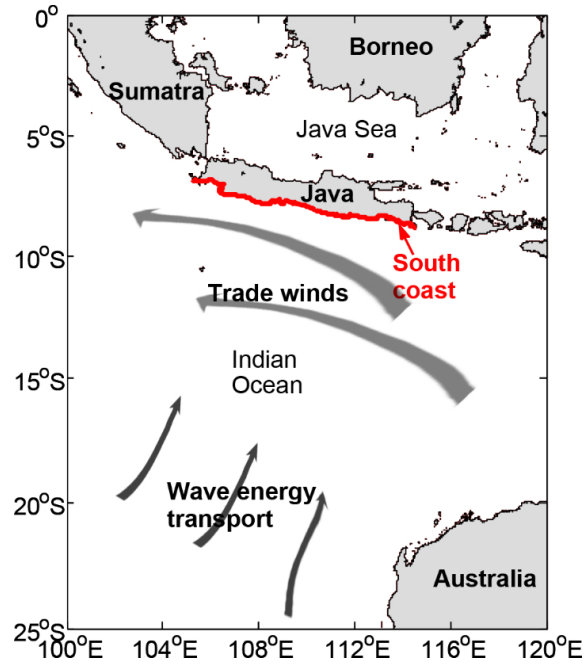 0°
Borneo
Sumatra
Java Sea
5°S
Java
10°S
South
coast
Trade winds
Indian
Ocean
15°S
Wave energy
transport
20°S
Australia
25°S
100°E 104°E 108°E 112°E 116°E 120°E